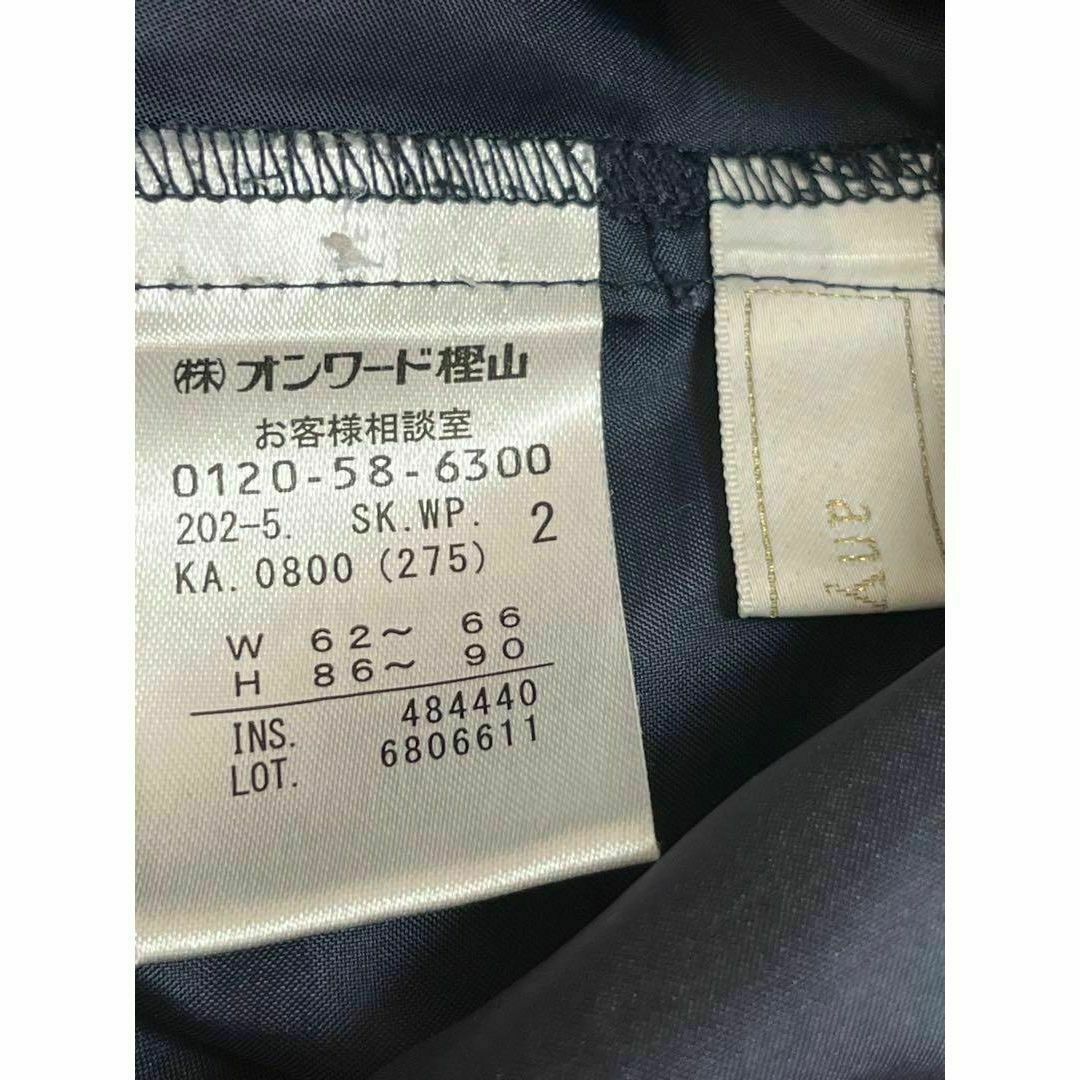 ㈱オンワード樫山
お客様相談室
0120-58-6300
202-5. SK.WP. 2
KA.0800 (275)
W 62～ 66
H 86～ 90
INS. 484440
LOT. 6806611